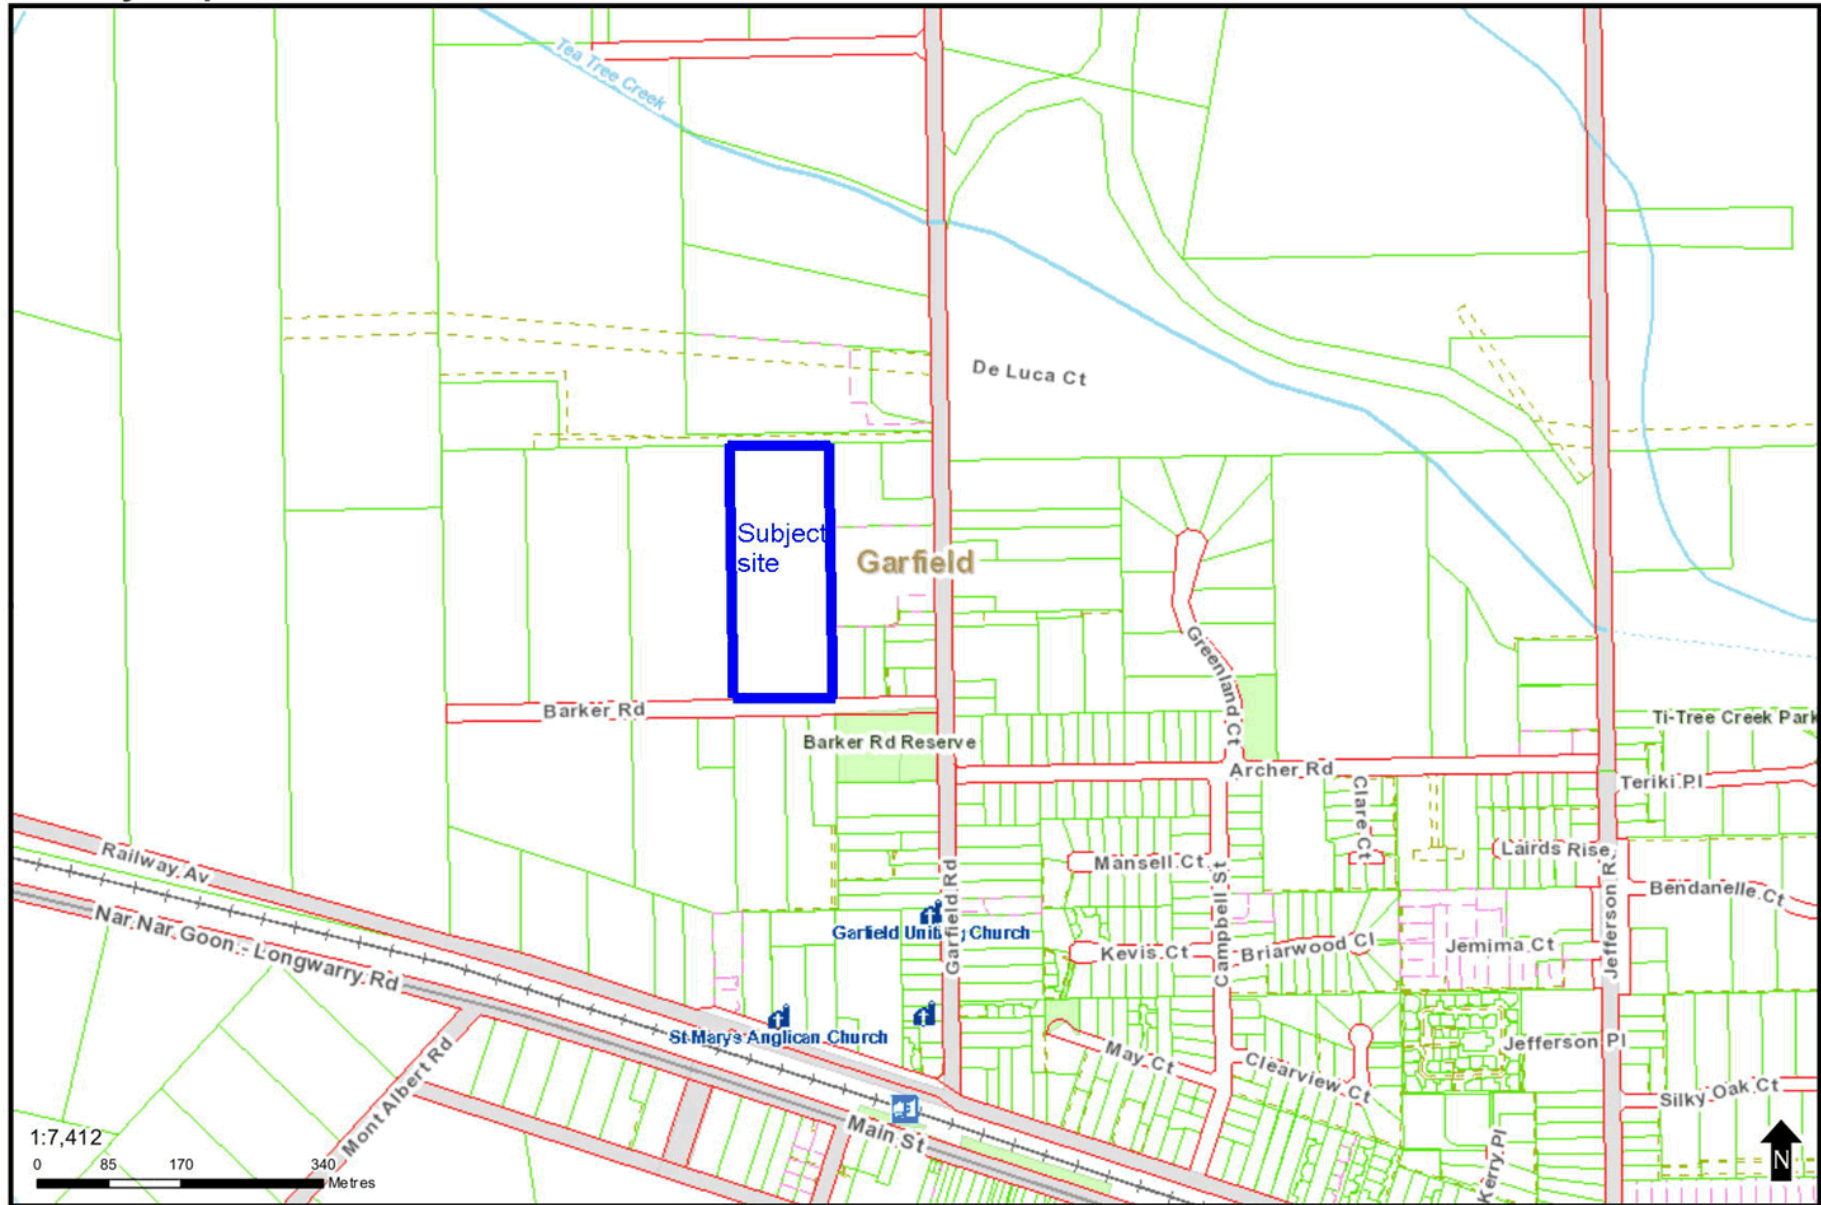 Tea Tree Creek
De Luca Ct
Subject
site
Garfield
Greenland Ct
Barker Rd
Barker Rd Reserve
Ti-Tree Creek Park
Archer Rd
Teriki Pl
Clare Ct
Mansell Ct
Lairds Rise
Railway Av
Bendanelle Ct
Nar Nar Goon - Longwarry Rd
Garfield Rd
Campbell St
Jefferson Rd
Garfield Uniting Church
Kevis Ct
Briarwood Cl
Jemima Ct
St Marys Anglican Church
Mont Albert Rd
May Ct
Clearview Ct
Jefferson Pl
Silky Oak Ct
Main St
Kerry Pl
1:7,412
0 85 170 340
Metres
N